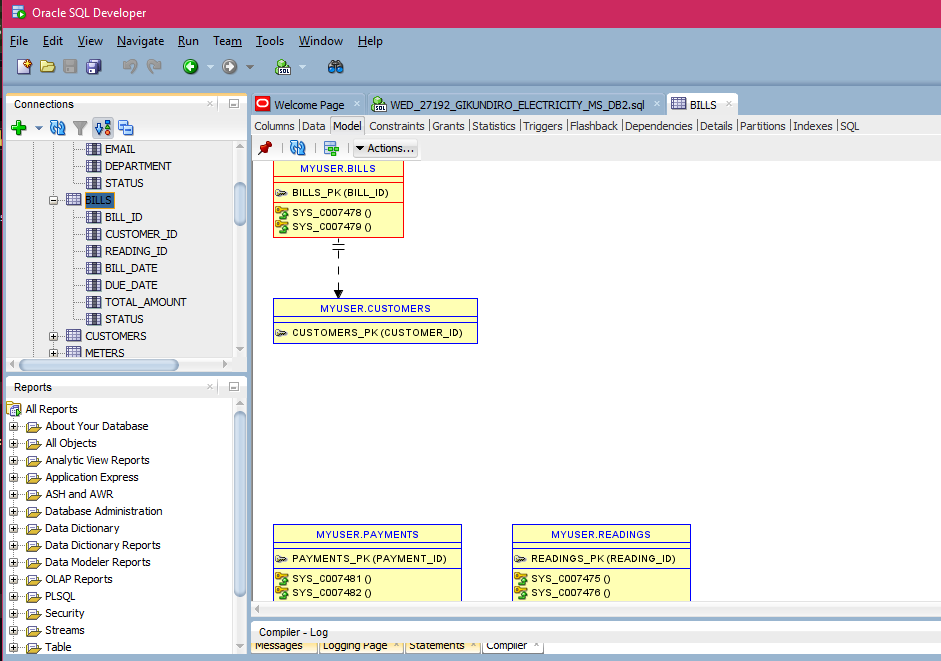 Oracle SQL Developer
File Edit View Navigate Run Team Tools Window Help
Connections
EMAIL
DEPARTMENT
STATUS
BILLS
BILL_ID
CUSTOMER_ID
READING_ID
BILL_DATE
DUE_DATE
TOTAL_AMOUNT
STATUS
CUSTOMERS
METERS
Reports
All Reports
About Your Database
All Objects
Analytic View Reports
Application Express
ASH and AWR
Database Administration
Data Dictionary
Data Dictionary Reports
Data Modeler Reports
OLAP Reports
PLSQL
Security
Streams
Table
Welcome Page WED_27192_GIKUNDIRO_ELECTRICITY_MS_DB2.sql BILLS
Columns Data Model Constraints Grants Statistics Triggers Flashback Dependencies Details Partitions Indexes SQL
Actions...
MYUSER.BILLS
BILLS_PK (BILL_ID)
SYS_C007478 ()
SYS_C007479 ()
MYUSER.CUSTOMERS
CUSTOMERS_PK (CUSTOMER_ID)
MYUSER.PAYMENTS
PAYMENTS_PK (PAYMENT_ID)
SYS_C007481 ()
SYS_C007482 ()
MYUSER.READINGS
READINGS_PK (READING_ID)
SYS_C007475 ()
SYS_C007476 ()
Compiler - Log
Messages Logging Page Statements Compiler